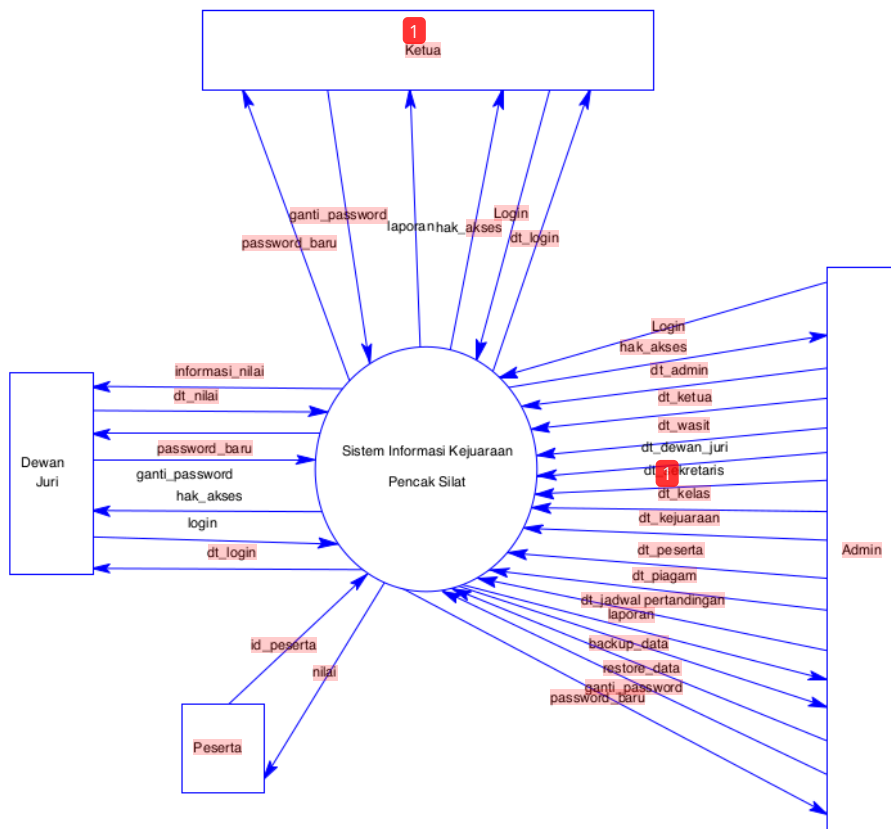 1
Ketua
ganti_password
Login
laporan
hak_akses
dt_login
password_baru
Login
hak_akses
dt_admin
dt_ketua
dt_wasit
dt_dewan_juri
1
dt_kelas
dt_kejuaraan
dt_peserta
dt_piagam
dt_jadwal pertandingan
laporan
backup_data
restore_data
ganti_password
password_baru
Admin
informasi_nilai
dt_nilai
password_baru
ganti_password
hak_akses
login
dt_login
Dewan
Juri
Sistem Informasi Kejuaraan
Pencak Silat
id_peserta
nilai
Peserta